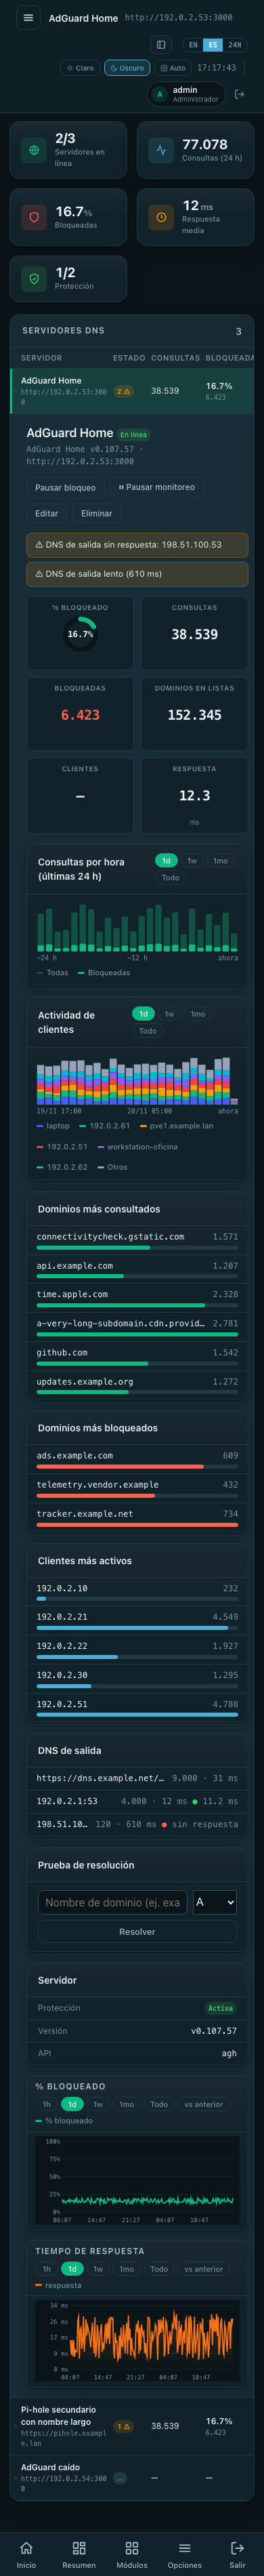 AdGuard Home http://192.0.2.53:3000
EN ES 24H
Claro Oscuro Auto 17:17:43
A admin
Administrador
2/3
Servidores en línea
77.078
Consultas (24 h)
16.7%
Bloqueadas
12 ms
Respuesta media
1/2
Protección
SERVIDORES DNS 3
SERVIDOR ESTADO CONSULTAS BLOQUEADA
AdGuard Home
http://192.0.2.53:3000
2 ⚠ 38.539 16.7%
6.423
AdGuard Home En línea
AdGuard Home v0.107.57 ·
http://192.0.2.53:3000
Pausar bloqueo Pausar monitoreo
Editar Eliminar
⚠ DNS de salida sin respuesta: 198.51.100.53
⚠ DNS de salida lento (610 ms)
% BLOQUEADO
16.7%
CONSULTAS
38.539
BLOQUEADAS
6.423
DOMINIOS EN LISTAS
152.345
CLIENTES
—
RESPUESTA
12.3
ms
Consultas por hora
(últimas 24 h)
1d 1w 1mo
Todo
−24 h −12 h ahora
Todas Bloqueadas
Actividad de
clientes
1d 1w 1mo
Todo
19/11 17:00 20/11 05:00 ahora
laptop 192.0.2.61 pve1.example.lan
192.0.2.51 workstation-oficina
192.0.2.62 Otros
Dominios más consultados
connectivitycheck.gstatic.com 1.571
api.example.com 1.207
time.apple.com 2.328
a-very-long-subdomain.cdn.provid… 2.781
github.com 1.542
updates.example.org 1.272
Dominios más bloqueados
ads.example.com 609
telemetry.vendor.example 432
tracker.example.net 734
Clientes más activos
192.0.2.10 232
192.0.2.21 4.549
192.0.2.22 1.927
192.0.2.30 1.295
192.0.2.51 4.788
DNS de salida
https://dns.example.net/… 9.000 · 31 ms
192.0.2.1:53 4.000 · 12 ms 11.2 ms
198.51.10… 120 · 610 ms sin respuesta
Prueba de resolución
Nombre de dominio (ej. exa A
Resolver
Servidor
Protección Activa
Versión v0.107.57
API agh
% BLOQUEADO
1h 1d 1w 1mo Todo vs anterior
% bloqueado
100%
75%
50%
25%
0%
08:07 14:47 21:27 04:07 10:47
TIEMPO DE RESPUESTA
1h 1d 1w 1mo Todo vs anterior
respuesta
34 ms
26 ms
17 ms
9 ms
0 ms
08:07 14:47 21:27 04:07 10:47
Pi-hole secundario
con nombre largo
https://pihole.example.lan
1 ⚠ 38.539 16.7%
6.423
AdGuard caído
http://192.0.2.54:3000
… — —
Inicio Resumen Módulos Opciones Salir